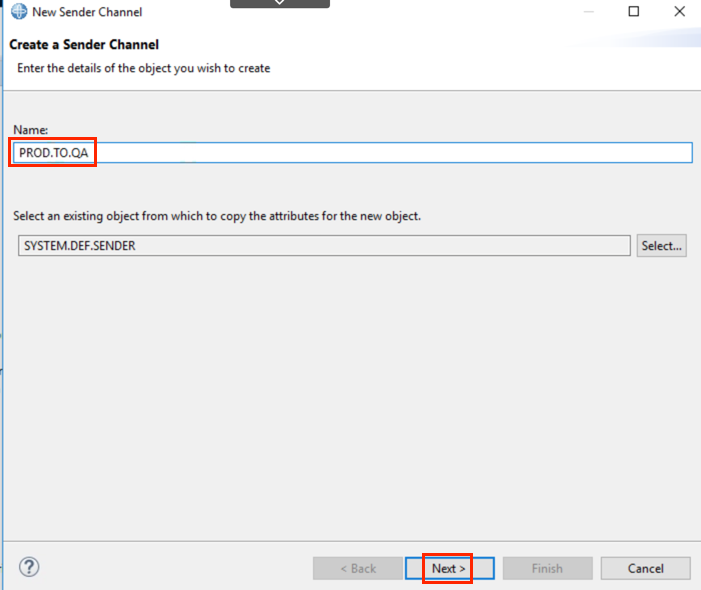 New Sender Channel
Create a Sender Channel
Enter the details of the object you wish to create
Name:
PROD.TO.QA
Select an existing object from which to copy the attributes for the new object.
SYSTEM.DEF.SENDER
Select...
?
< Back
Next >
Finish
Cancel